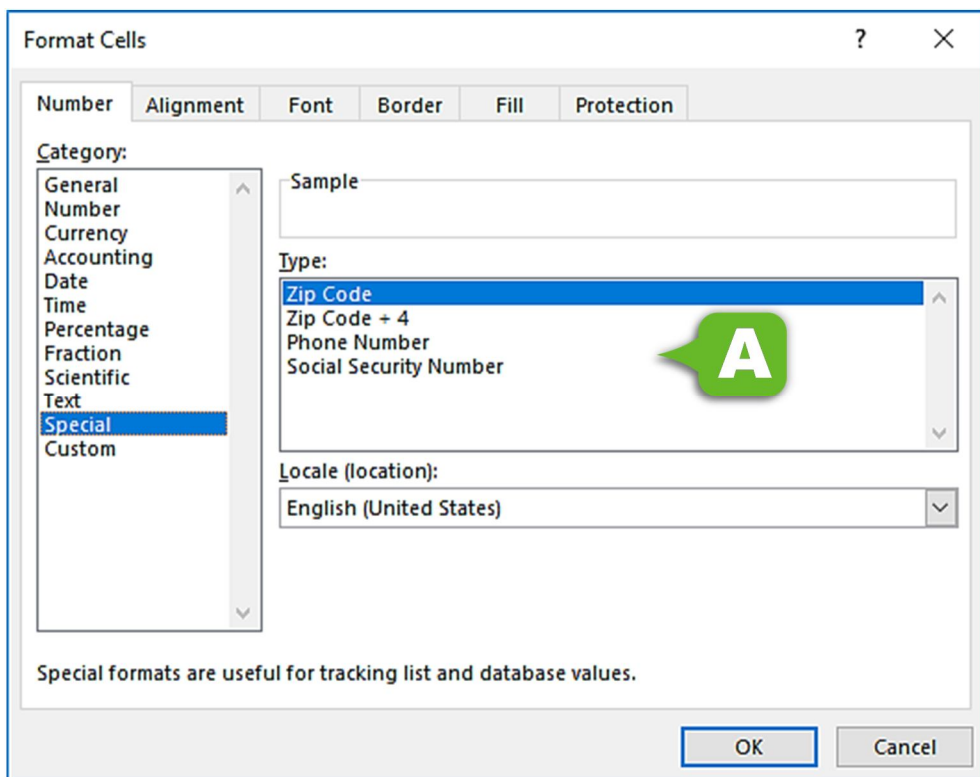 Format Cells ?
Number Alignment Font Border Fill Protection
Category:
General
Number
Currency
Accounting
Date
Time
Percentage
Fraction
Scientific
Text
Special
Custom
Sample
Type:
Zip Code
Zip Code + 4
Phone Number
Social Security Number
A
Locale (location):
English (United States)
Special formats are useful for tracking list and database values.
OK Cancel